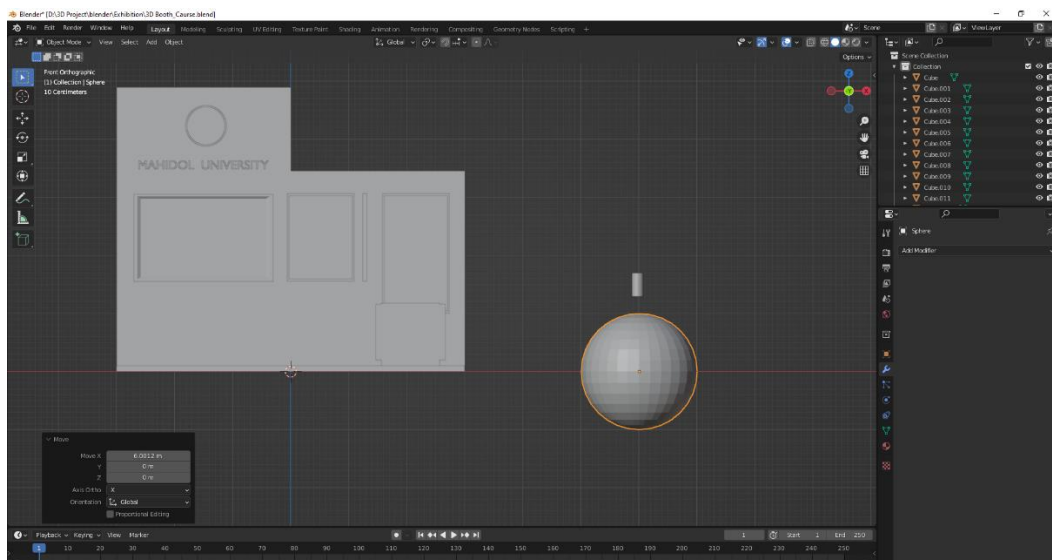 Blender* [D:\3D Project\blender\Exhibition\3D Booth_Caurse.blend]
File Edit Render Window Help Layout Modeling Sculpting UV Editing Texture Paint Shading Animation Rendering Compositing Geometry Nodes Scripting + Scene ViewLayer
Object Mode View Select Add Object Global
Options
Front Orthographic
(1) Collection | Sphere
10 Centimeters
Z
X
MAHIDOL UNIVERSITY
Scene Collection
Collection
Cube
Cube.001
Cube.002
Cube.003
Cube.004
Cube.005
Cube.006
Cube.007
Cube.008
Cube.009
Cube.010
Cube.011
Sphere
Add Modifier
Move
Move X 6.0012 m
Y 0 m
Z 0 m
Axis Ortho X
Orientation Global
Proportional Editing
Playback Keying View Marker 1 Start 1 End 250
1 10 20 30 40 50 60 70 80 90 100 110 120 130 140 150 160 170 180 190 200 210 220 230 240 250